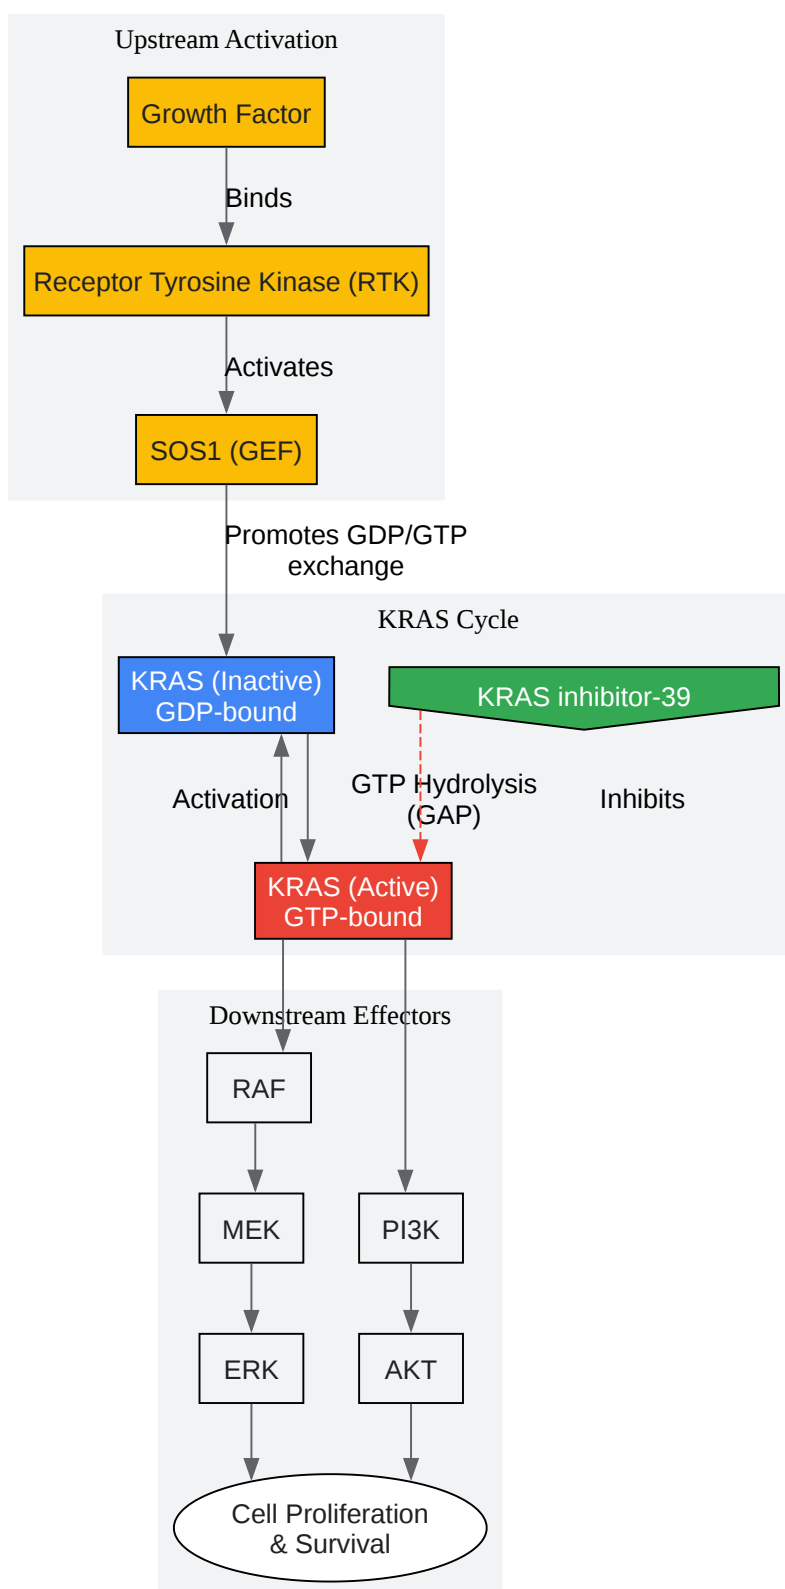 Upstream Activation
Growth Factor
Binds
Receptor Tyrosine Kinase (RTK)
Activates
SOS1 (GEF)
Promotes GDP/GTP
exchange
KRAS Cycle
KRAS (Inactive)
GDP-bound
KRAS inhibitor-39
Activation
GTP Hydrolysis
(GAP)
Inhibits
KRAS (Active)
GTP-bound
Downstream Effectors
RAF
MEK
PI3K
ERK
AKT
Cell Proliferation
& Survival